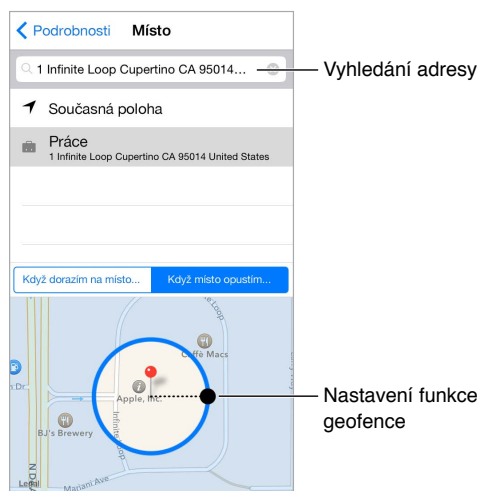 Podrobnosti Místo
1 Infinite Loop Cupertino CA 95014...
Vyhledání adresy
Současná poloha
Práce
1 Infinite Loop Cupertino CA 95014 United States
Když dorazím na místo... Když místo opustím...
Loop
Caffè Macs
Apple, Inc.
n Dr
Nastavení funkce
geofence
BJ's Brewery
Infinite Loop
N D
Mariani Ave
Legal